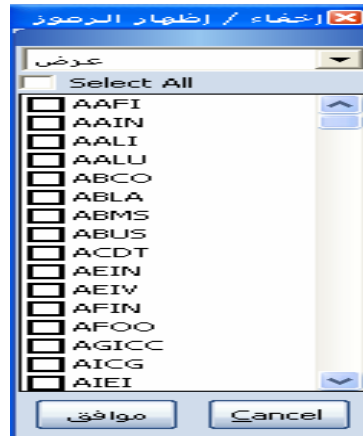 إخفاء / إظهار الرموز
عرض
Select All
AAFI
AAIN
AALI
AALU
ABCO
ABLA
ABMS
ABUS
ACDT
AEIN
AEIV
AFIN
AFOO
AGICC
AICG
AIEI
موافق Cancel